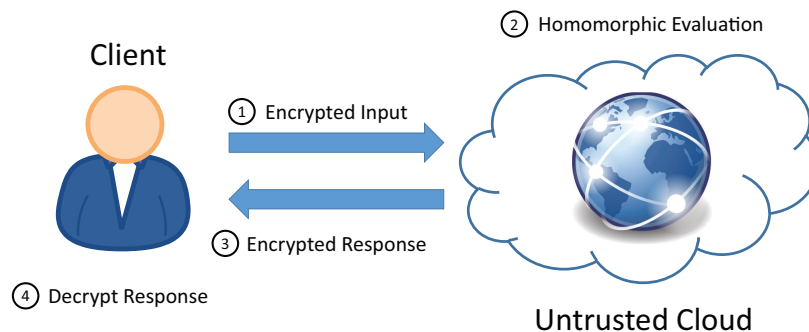 ② Homomorphic Evaluation
Client
① Encrypted Input
③ Encrypted Response
④ Decrypt Response
Untrusted Cloud